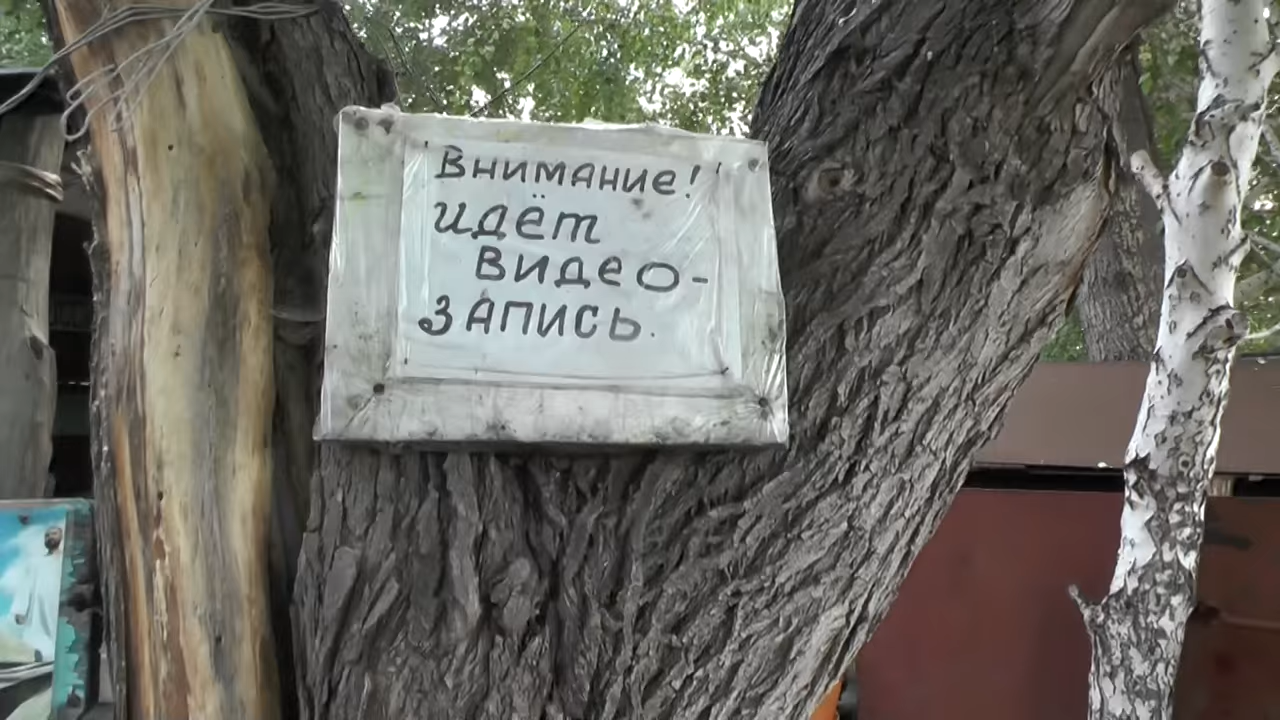 Внимание!
идёт
видео-
запись.